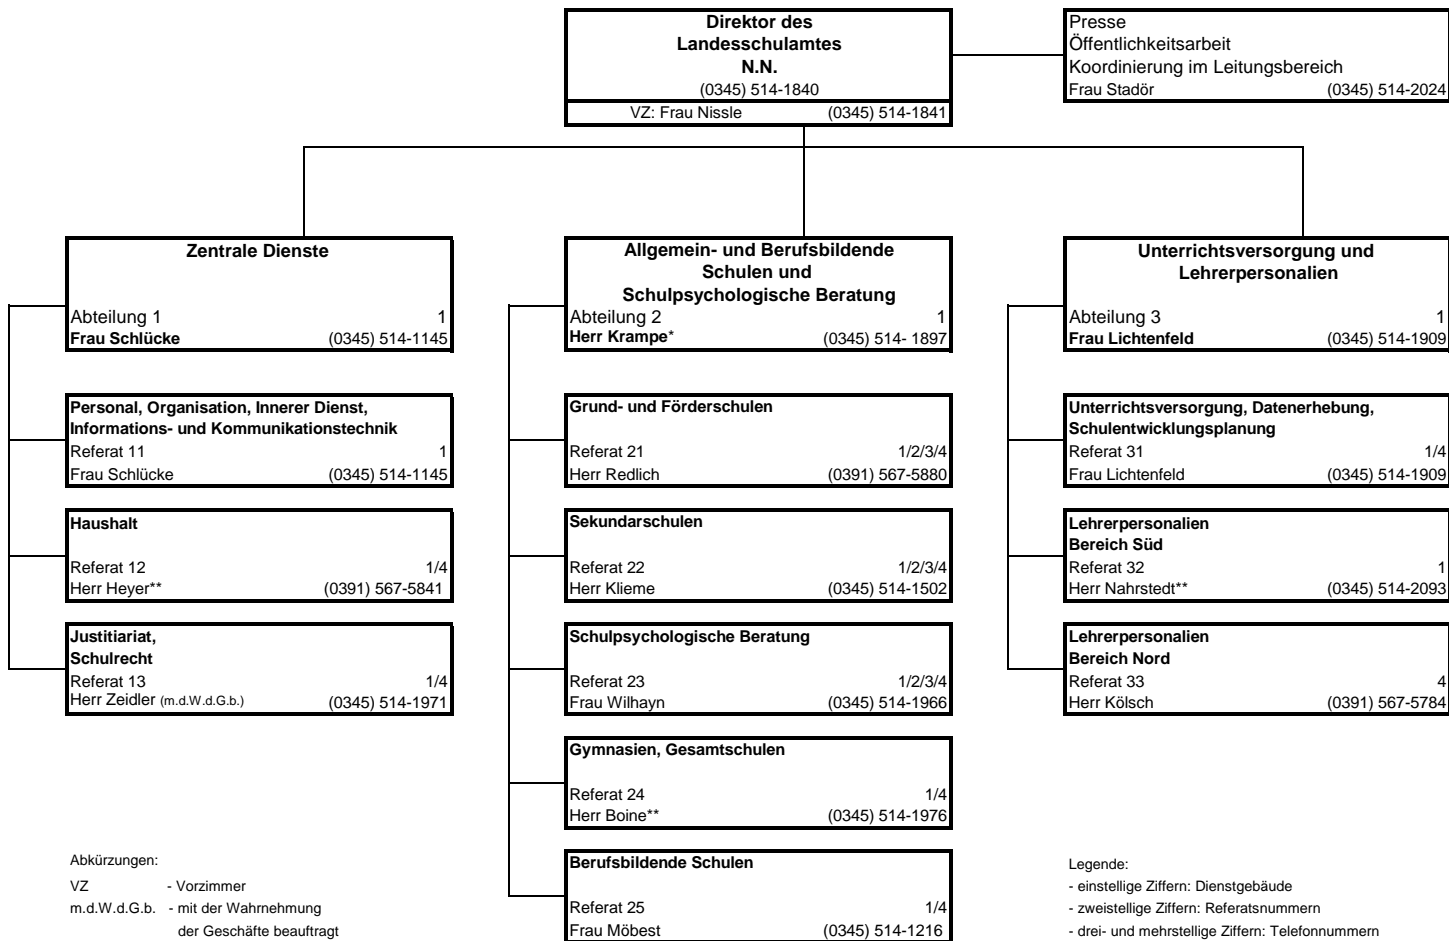 Direktor des
Landesschulamtes
N.N.
(0345) 514-1840
VZ: Frau Nissle (0345) 514-1841
Presse
Öffentlichkeitsarbeit
Koordinierung im Leitungsbereich
Frau Stadör (0345) 514-2024
Zentrale Dienste
Abteilung 1 1
Frau Schlücke (0345) 514-1145
Personal, Organisation, Innerer Dienst,
Informations- und Kommunikationstechnik
Referat 11 1
Frau Schlücke (0345) 514-1145
Haushalt
Referat 12 1/4
Herr Heyer** (0391) 567-5841
Justitiariat,
Schulrecht
Referat 13 1/4
Herr Zeidler (m.d.W.d.G.b.) (0345) 514-1971
Allgemein- und Berufsbildende
Schulen und
Schulpsychologische Beratung
Abteilung 2 1
Herr Krampe* (0345) 514- 1897
Grund- und Förderschulen
Referat 21 1/2/3/4
Herr Redlich (0391) 567-5880
Sekundarschulen
Referat 22 1/2/3/4
Herr Klieme (0345) 514-1502
Schulpsychologische Beratung
Referat 23 1/2/3/4
Frau Wilhayn (0345) 514-1966
Gymnasien, Gesamtschulen
Referat 24 1/4
Herr Boine** (0345) 514-1976
Berufsbildende Schulen
Referat 25 1/4
Frau Möbest (0345) 514-1216
Unterrichtsversorgung und
Lehrerpersonalien
Abteilung 3 1
Frau Lichtenfeld (0345) 514-1909
Unterrichtsversorgung, Datenerhebung,
Schulentwicklungsplanung
Referat 31 1/4
Frau Lichtenfeld (0345) 514-1909
Lehrerpersonalien
Bereich Süd
Referat 32 1
Herr Nahrstedt** (0345) 514-2093
Lehrerpersonalien
Bereich Nord
Referat 33 4
Herr Kölsch (0391) 567-5784
Abkürzungen:
VZ - Vorzimmer
m.d.W.d.G.b. - mit der Wahrnehmung
der Geschäfte beauftragt
Legende:
- einstellige Ziffern: Dienstgebäude
- zweistellige Ziffern: Referatsnummern
- drei- und mehrstellige Ziffern: Telefonnummern